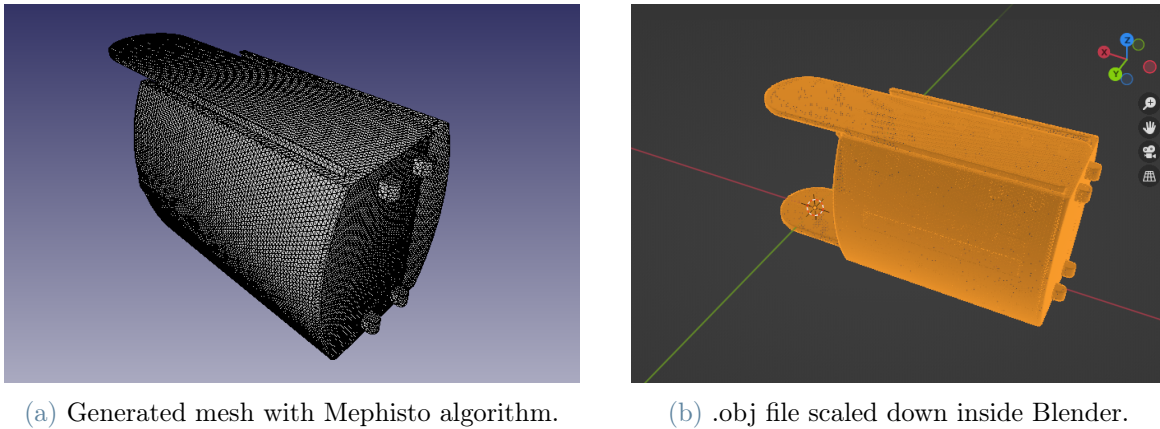 Z
X
Y
(a) Generated mesh with Mephisto algorithm.
(b) .obj file scaled down inside Blender.